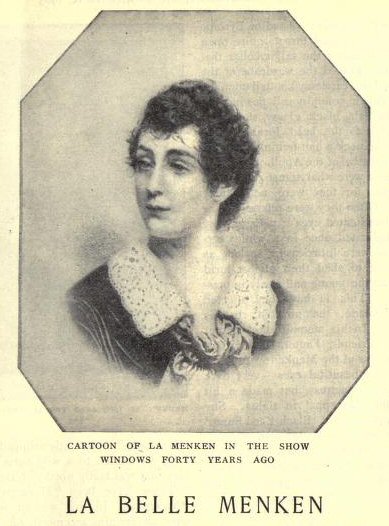 CARTOON OF LA MENKEN IN THE SHOW
WINDOWS FORTY YEARS AGO
LA BELLE MENKEN